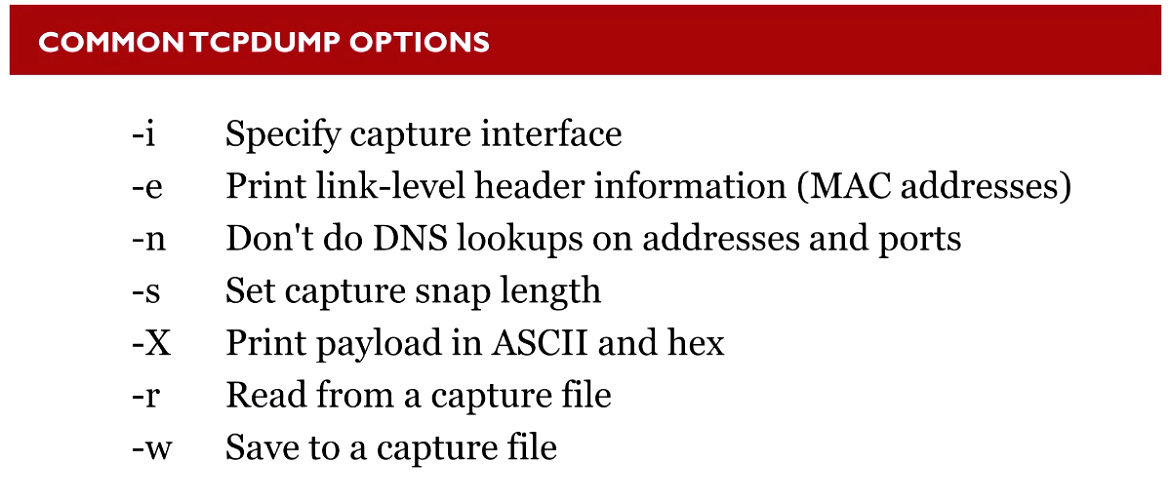 COMMON TCPDUMP OPTIONS
-i Specify capture interface
-e Print link-level header information (MAC addresses)
-n Don't do DNS lookups on addresses and ports
-s Set capture snap length
-X Print payload in ASCII and hex
-r Read from a capture file
-w Save to a capture file